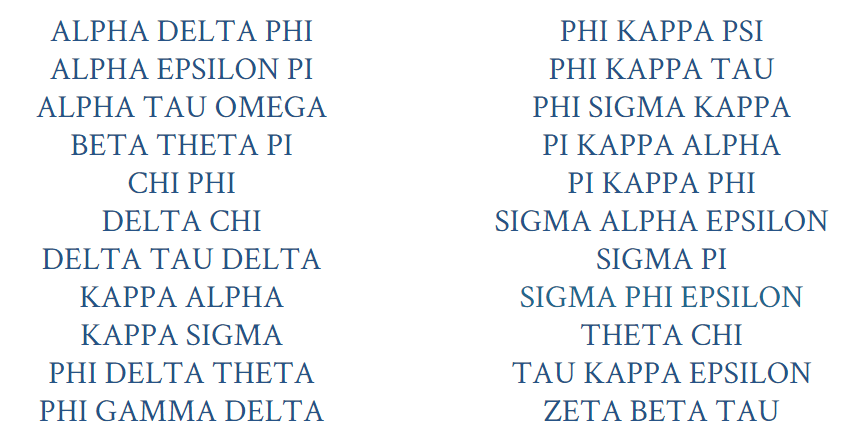 ALPHA DELTA PHI
ALPHA EPSILON PI
ALPHA TAU OMEGA
BETA THETA PI
CHI PHI
DELTA CHI
DELTA TAU DELTA
KAPPA ALPHA
KAPPA SIGMA
PHI DELTA THETA
PHI GAMMA DELTA
PHI KAPPA PSI
PHI KAPPA TAU
PHI SIGMA KAPPA
PI KAPPA ALPHA
PI KAPPA PHI
SIGMA ALPHA EPSILON
SIGMA PI
SIGMA PHI EPSILON
THETA CHI
TAU KAPPA EPSILON
ZETA BETA TAU